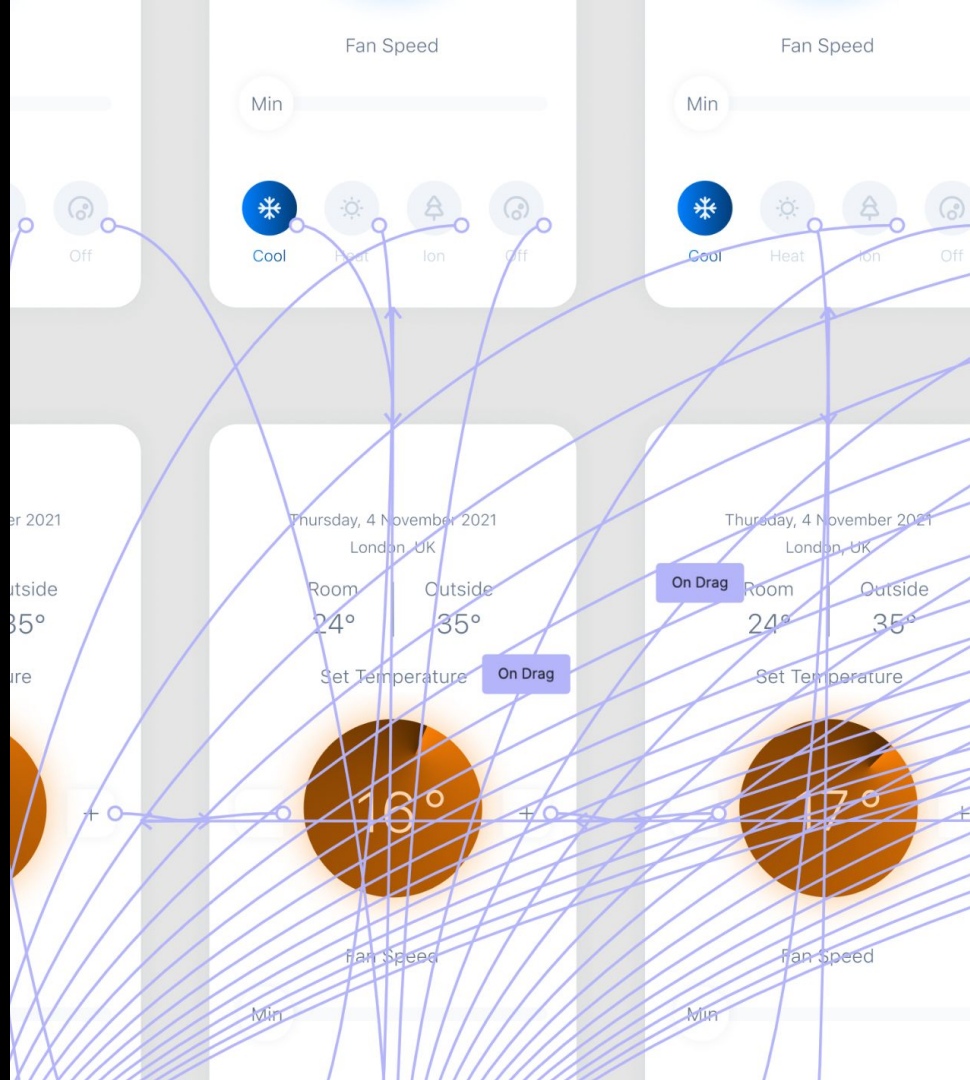 Fan Speed
Fan Speed
Min
Min
Off
Cool
Heat
Ion
Off
Cool
Heat
Ion
Off
er 2021
Thursday, 4 November 2021
Thursday, 4 November 2021
London, UK
London, UK
utside
Room
Outside
On Drag
Room
Outside
35°
24°
35°
24°
35°
ure
Set Temperature
On Drag
Set Temperature
+
16°
+
17°
+
Fan Speed
Fan Speed
Min
Min